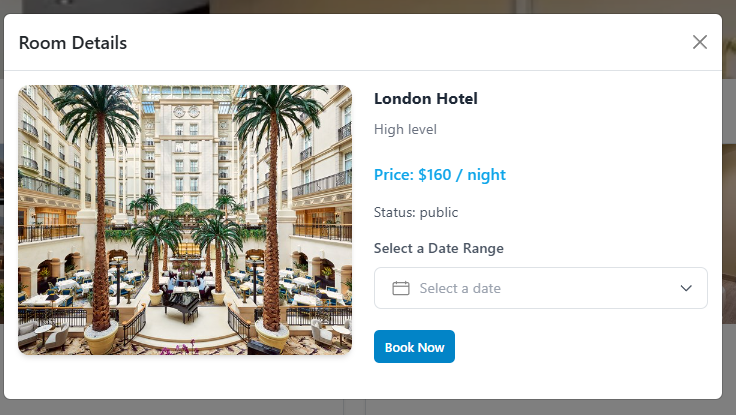 Room Details
London Hotel
High level
Price: $160 / night
Status: public
Select a Date Range
Select a date
Book Now